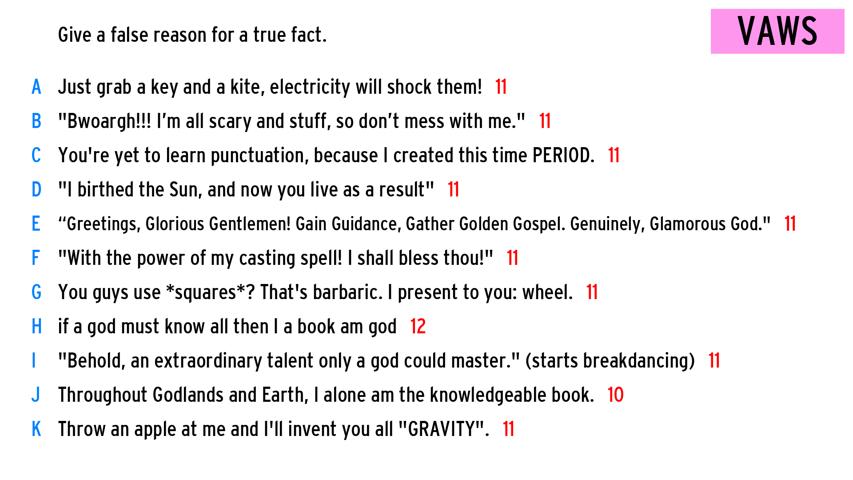 Give a false reason for a true fact.
VAWS
A Just grab a key and a kite, electricity will shock them! 11
B "Bwoargh!!! I'm all scary and stuff, so don't mess with me." 11
C You're yet to learn punctuation, because I created this time PERIOD. 11
D "I birthed the Sun, and now you live as a result" 11
E “Greetings, Glorious Gentlemen! Gain Guidance, Gather Golden Gospel. Genuinely, Glamorous God." 11
F "With the power of my casting spell! I shall bless thou!" 11
G You guys use *squares*? That's barbaric. I present to you: wheel. 11
H if a god must know all then I a book am god 12
I "Behold, an extraordinary talent only a god could master." (starts breakdancing) 11
J Throughout Godlands and Earth, I alone am the knowledgeable book. 10
K Throw an apple at me and I'll invent you all "GRAVITY". 11